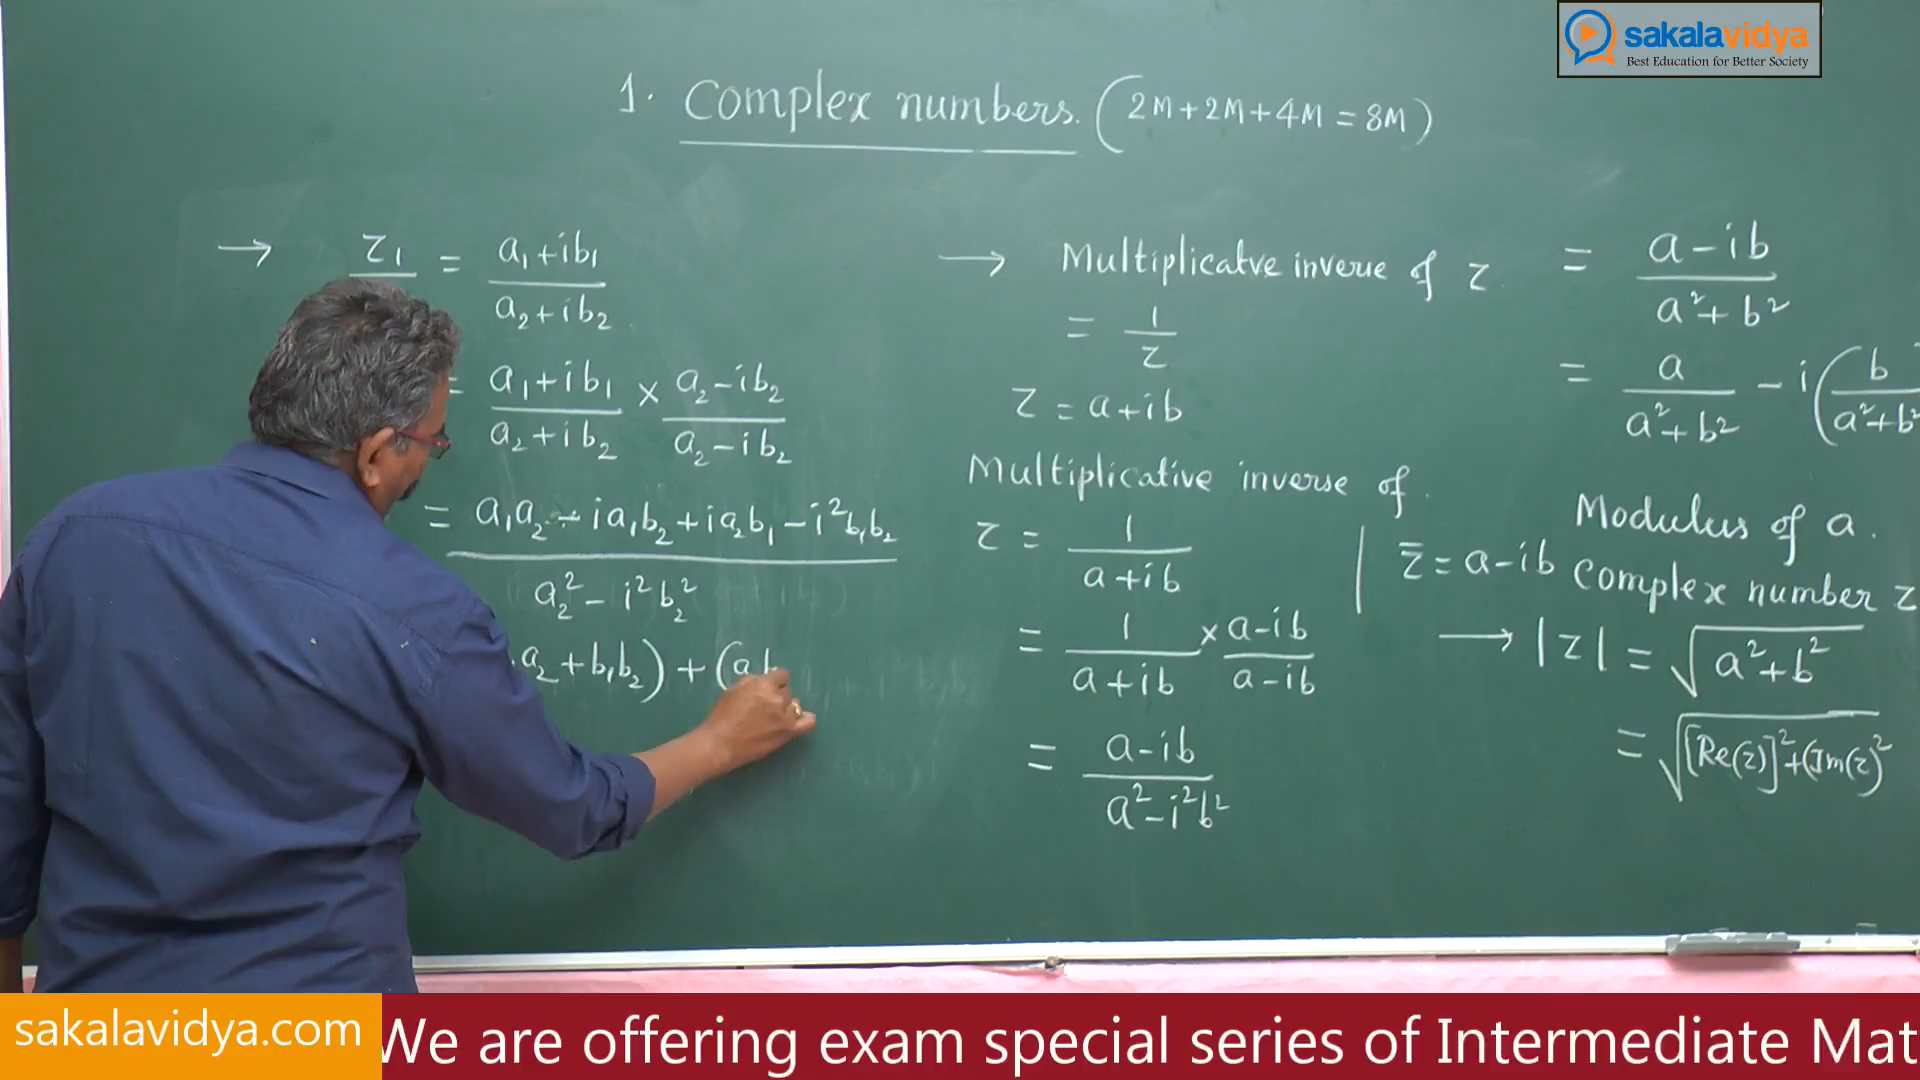 sakalavidya
Best Education for Better Society
1. Complex numbers. (2M+2M+4M=8M)
→ z₁ = a₁+ib₁
a₂+ib₂
= a₁+ib₁ × a₂-ib₂
a₂+ib₂ a₂-ib₂
= a₁a₂-ia₁b₂+ia₂b₁-i²b₁b₂
a₂²-i²b₂²
a₂+b₁b₂)+(a
→ Multiplicatve inverse of z
= 1
z
z = a+ib
Multiplicative inverse of
z = 1
a+ib
= 1 × a-ib
a+ib a-ib
= a-ib
a²-i²b²
z̄ = a-ib
= a-ib
a²+b²
= a - i(b
a²+b² a²+b²
Modulus of a
complex number z
→ |z| = √a²+b²
= √[Re(z)]²+(Im(z)²
sakalavidya.com
We are offering exam special series of Intermediate Mat